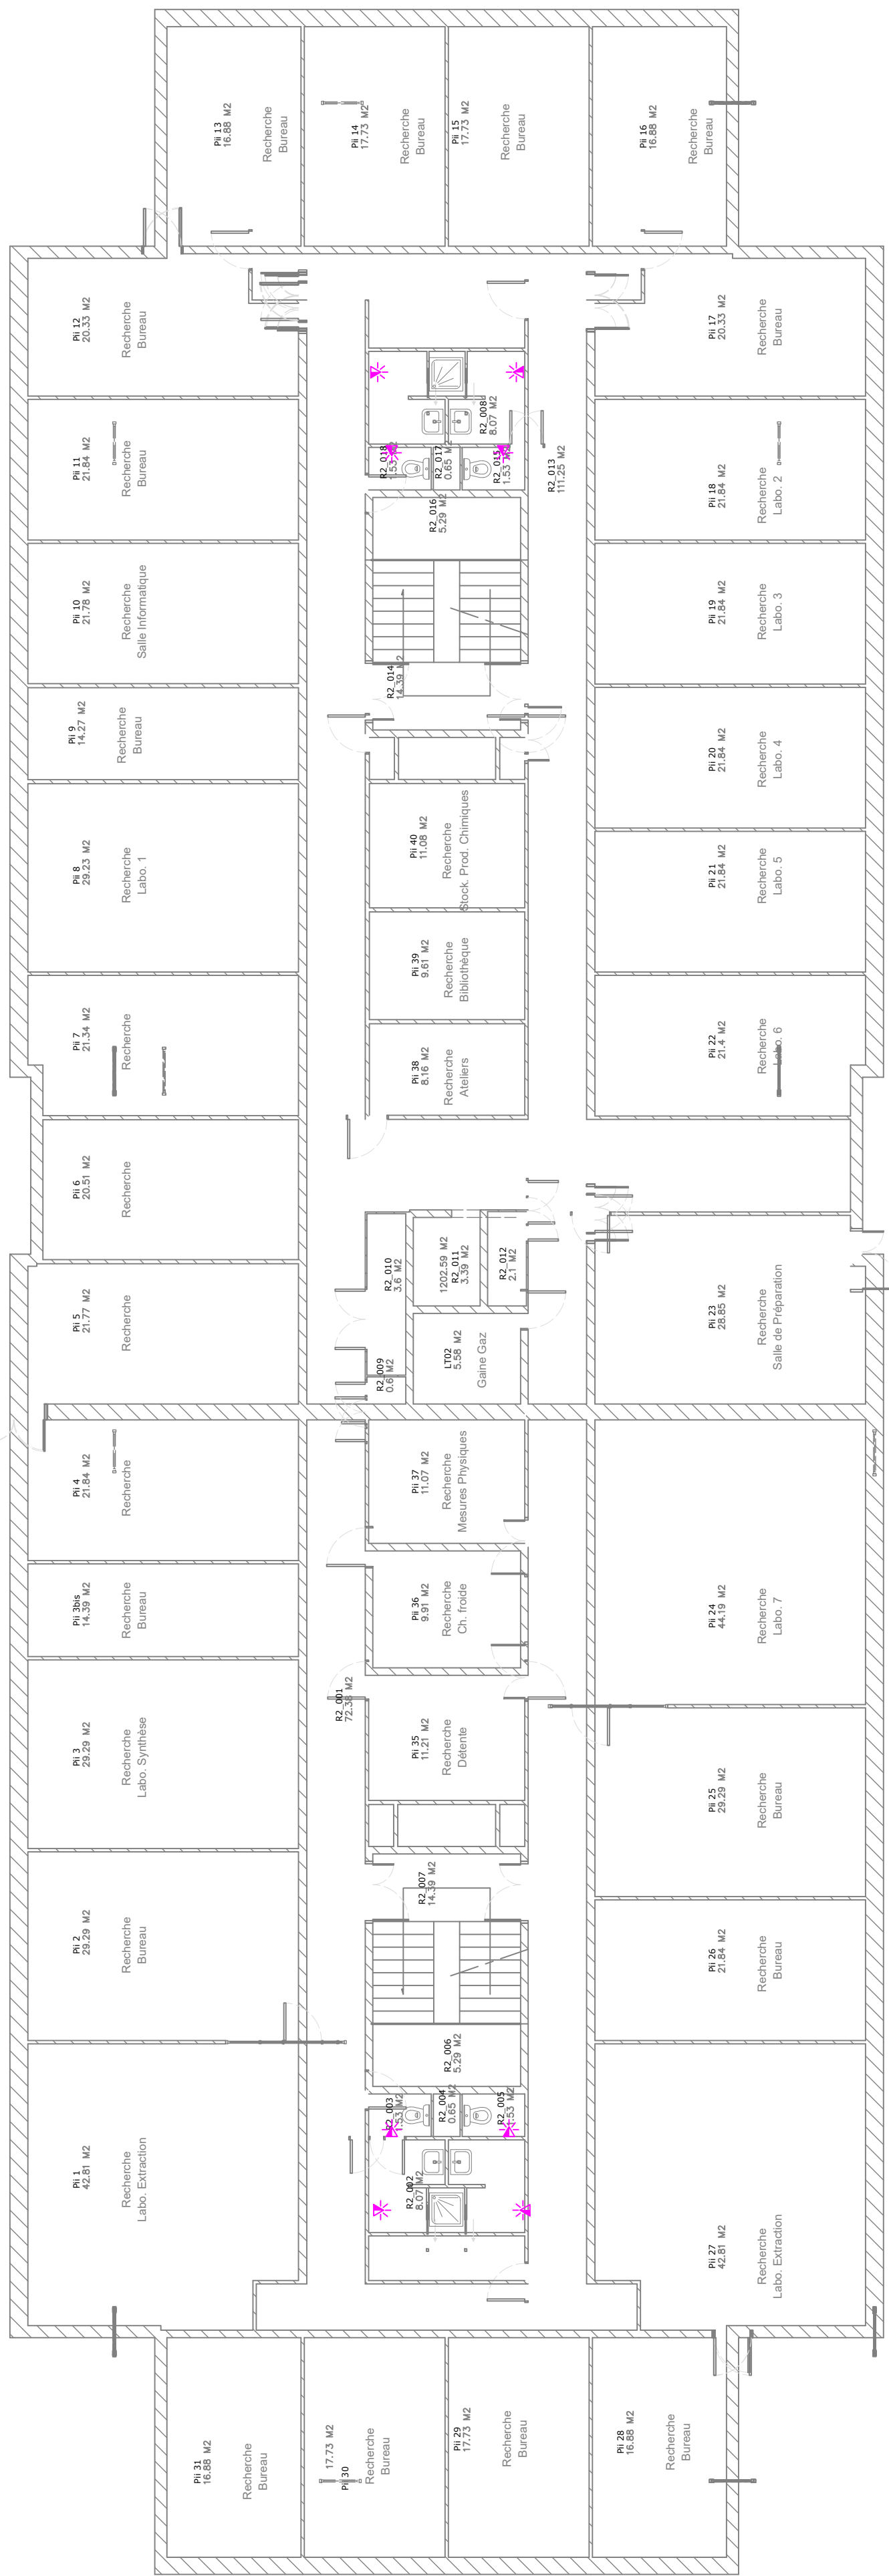 Pii 13
16.88 M2
Recherche
Bureau
Pii 14
17.73 M2
Recherche
Bureau
Pii 15
17.73 M2
Recherche
Bureau
Pii 16
16.88 M2
Recherche
Bureau
Pii 12
20.33 M2
Recherche
Bureau
Pii 17
20.33 M2
Recherche
Bureau
Pii 11
21.84 M2
Recherche
Bureau
R2_018
1.53 M2
R2_017
0.65 M2
R2_008
8.07 M2
R2_015
1.53 M2
R2_013
111.25 M2
R2_016
5.29 M2
Pii 18
21.84 M2
Recherche
Labo. 2
Pii 10
21.78 M2
Recherche
Salle Informatique
Pii 19
21.84 M2
Recherche
Labo. 3
R2_014
14.39 M2
Pii 9
14.27 M2
Recherche
Bureau
Pii 20
21.84 M2
Recherche
Labo. 4
Pii 8
29.23 M2
Recherche
Labo. 1
Pii 40
11.08 M2
Recherche
Stock. Prod. Chimiques
Pii 21
21.84 M2
Recherche
Labo. 5
Pii 39
9.61 M2
Recherche
Bibliothèque
Pii 7
21.34 M2
Recherche
Pii 38
8.16 M2
Recherche
Ateliers
Pii 22
21.4 M2
Recherche
Labo. 6
Pii 6
20.51 M2
Recherche
R2_010
3.6 M2
1202.59 M2
R2_011
3.39 M2
R2_012
2.1 M2
Pii 5
21.77 M2
Recherche
R2_009
0.6 M2
LT02
5.58 M2
Gaine Gaz
Pii 23
28.85 M2
Recherche
Salle de Préparation
Pii 4
21.84 M2
Recherche
Pii 37
11.07 M2
Recherche
Mesures Physiques
Pii 3bis
14.39 M2
Recherche
Bureau
Pii 36
9.91 M2
Recherche
Ch. froide
Pii 24
44.19 M2
Recherche
Labo. 7
R2_001
72.38 M2
Pii 3
29.29 M2
Recherche
Labo. Synthèse
Pii 35
11.21 M2
Recherche
Détente
Pii 25
29.29 M2
Recherche
Bureau
R2_007
14.39 M2
Pii 2
29.29 M2
Recherche
Bureau
Pii 26
21.84 M2
Recherche
Bureau
R2_006
5.29 M2
R2_003
1.53 M2
R2_004
0.65 M2
R2_005
1.53 M2
R2_002
8.07 M2
Pii 1
42.81 M2
Recherche
Labo. Extraction
Pii 27
42.81 M2
Recherche
Labo. Extraction
Pii 31
16.88 M2
Recherche
Bureau
17.73 M2
Pii 30
Recherche
Bureau
Pii 29
17.73 M2
Recherche
Bureau
Pii 28
16.88 M2
Recherche
Bureau